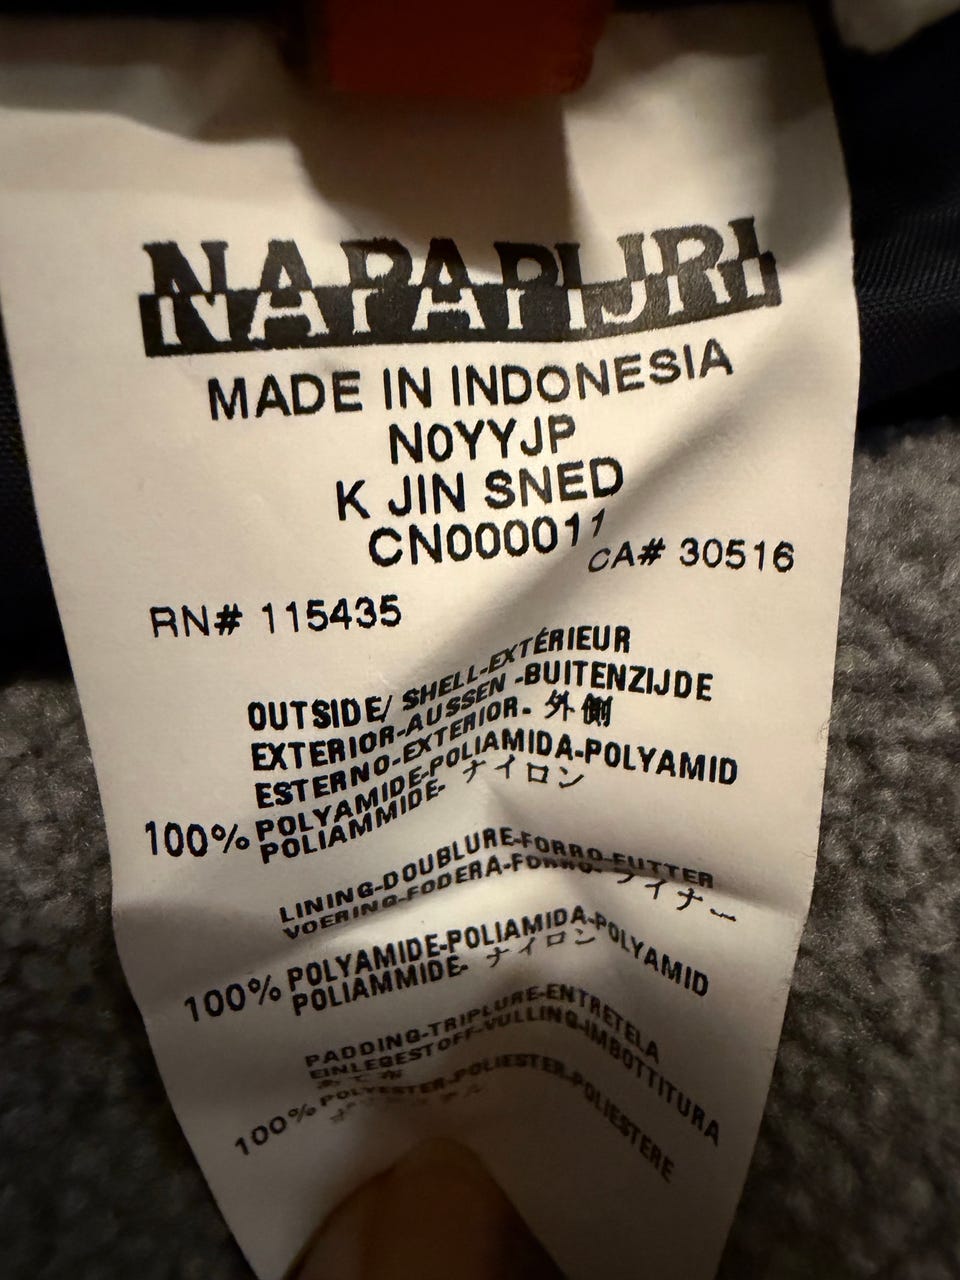 NAPAPIJRI
MADE IN INDONESIA
N0YYJP
K JIN SNED
CN000011
CA# 30516
RN# 115435
OUTSIDE/ SHELL-EXTÉRIEUR
EXTERIOR-AUSSEN -BUITENZIJDE
ESTERNO-EXTERIOR- 外側
100% POLYAMIDE-POLIAMIDA-POLYAMID
POLIAMMIDE- ナイロン
LINING-DOUBLURE-FORRO-FUTTER
VOERING-FODERA-FORRO- ライナー
100% POLYAMIDE-POLIAMIDA-POLYAMID
POLIAMMIDE- ナイロン
PADDING-TRIPLURE-ENTRETELA
EINLEGESTOFF-VULLING-IMBOTTITURA
100% POLYESTER-POLIESTER-POLIESTERE